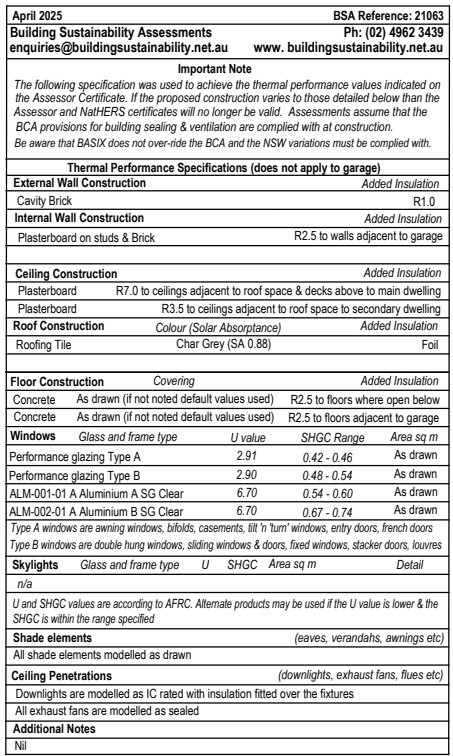 April 2025 BSA Reference: 21063
Building Sustainability Assessments Ph: (02) 4962 3439
enquiries@buildingsustainability.net.au www. buildingsustainability.net.au
Important Note
The following specification was used to achieve the thermal performance values indicated on
the Assessor Certificate. If the proposed construction varies to those detailed below than the
Assessor and NatHERS certificates will no longer be valid. Assessments assume that the
BCA provisions for building sealing & ventilation are complied with at construction.
Be aware that BASIX does not over-ride the BCA and the NSW variations must be complied with.
Thermal Performance Specifications (does not apply to garage)
External Wall Construction Added Insulation
Cavity Brick R1.0
Internal Wall Construction Added Insulation
Plasterboard on studs & Brick R2.5 to walls adjacent to garage
Ceiling Construction Added Insulation
Plasterboard R7.0 to ceilings adjacent to roof space & decks above to main dwelling
Plasterboard R3.5 to ceilings adjacent to roof space to secondary dwelling
Roof Construction Colour (Solar Absorptance) Added Insulation
Roofing Tile Char Grey (SA 0.88) Foil
Floor Construction Covering Added Insulation
Concrete As drawn (if not noted default values used) R2.5 to floors where open below
Concrete As drawn (if not noted default values used) R2.5 to floors adjacent to garage
Windows Glass and frame type U value SHGC Range Area sq m
Performance glazing Type A 2.91 0.42 - 0.46 As drawn
Performance glazing Type B 2.90 0.48 - 0.54 As drawn
ALM-001-01 A Aluminium A SG Clear 6.70 0.54 - 0.60 As drawn
ALM-002-01 A Aluminium B SG Clear 6.70 0.67 - 0.74 As drawn
Type A windows are awning windows, bifolds, casements, tilt 'n 'turn' windows, entry doors, french doors
Type B windows are double hung windows, sliding windows & doors, fixed windows, stacker doors, louvres
Skylights Glass and frame type U SHGC Area sq m Detail
n/a
U and SHGC values are according to AFRC. Alternate products may be used if the U value is lower & the
SHGC is within the range specified
Shade elements (eaves, verandahs, awnings etc)
All shade elements modelled as drawn
Ceiling Penetrations (downlights, exhaust fans, flues etc)
Downlights are modelled as IC rated with insulation fitted over the fixtures
All exhaust fans are modelled as sealed
Additional Notes
Nil